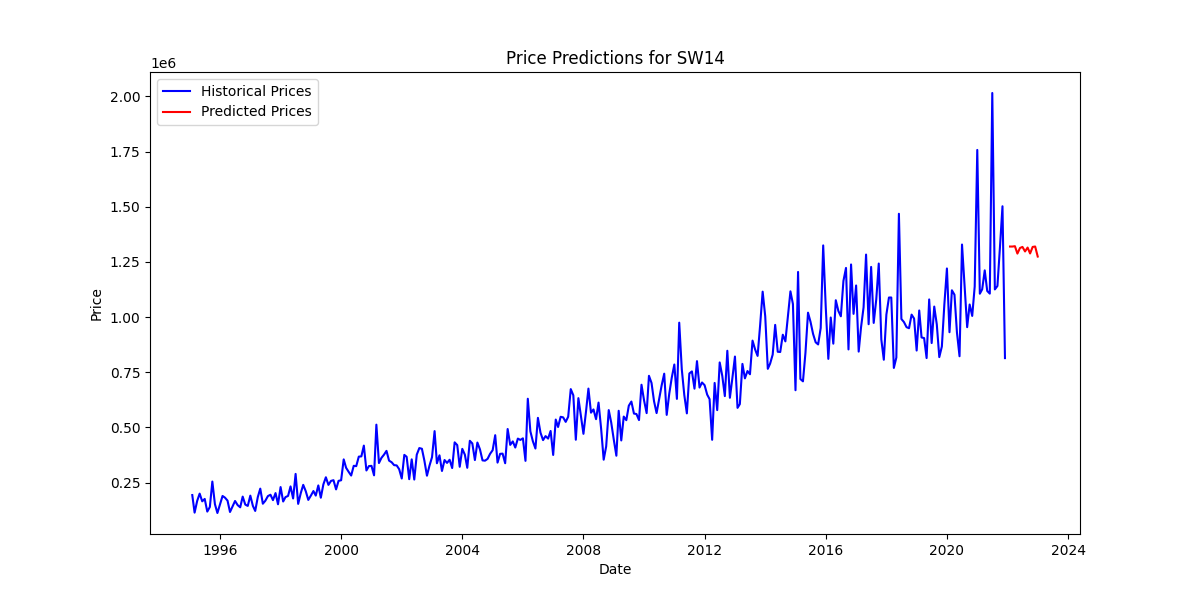 Price Predictions for SW14
1e6
Historical Prices
Predicted Prices
2.00
1.75
1.50
1.25
1.00
0.75
0.50
0.25
Price
1996 2000 2004 2008 2012 2016 2020 2024
Date